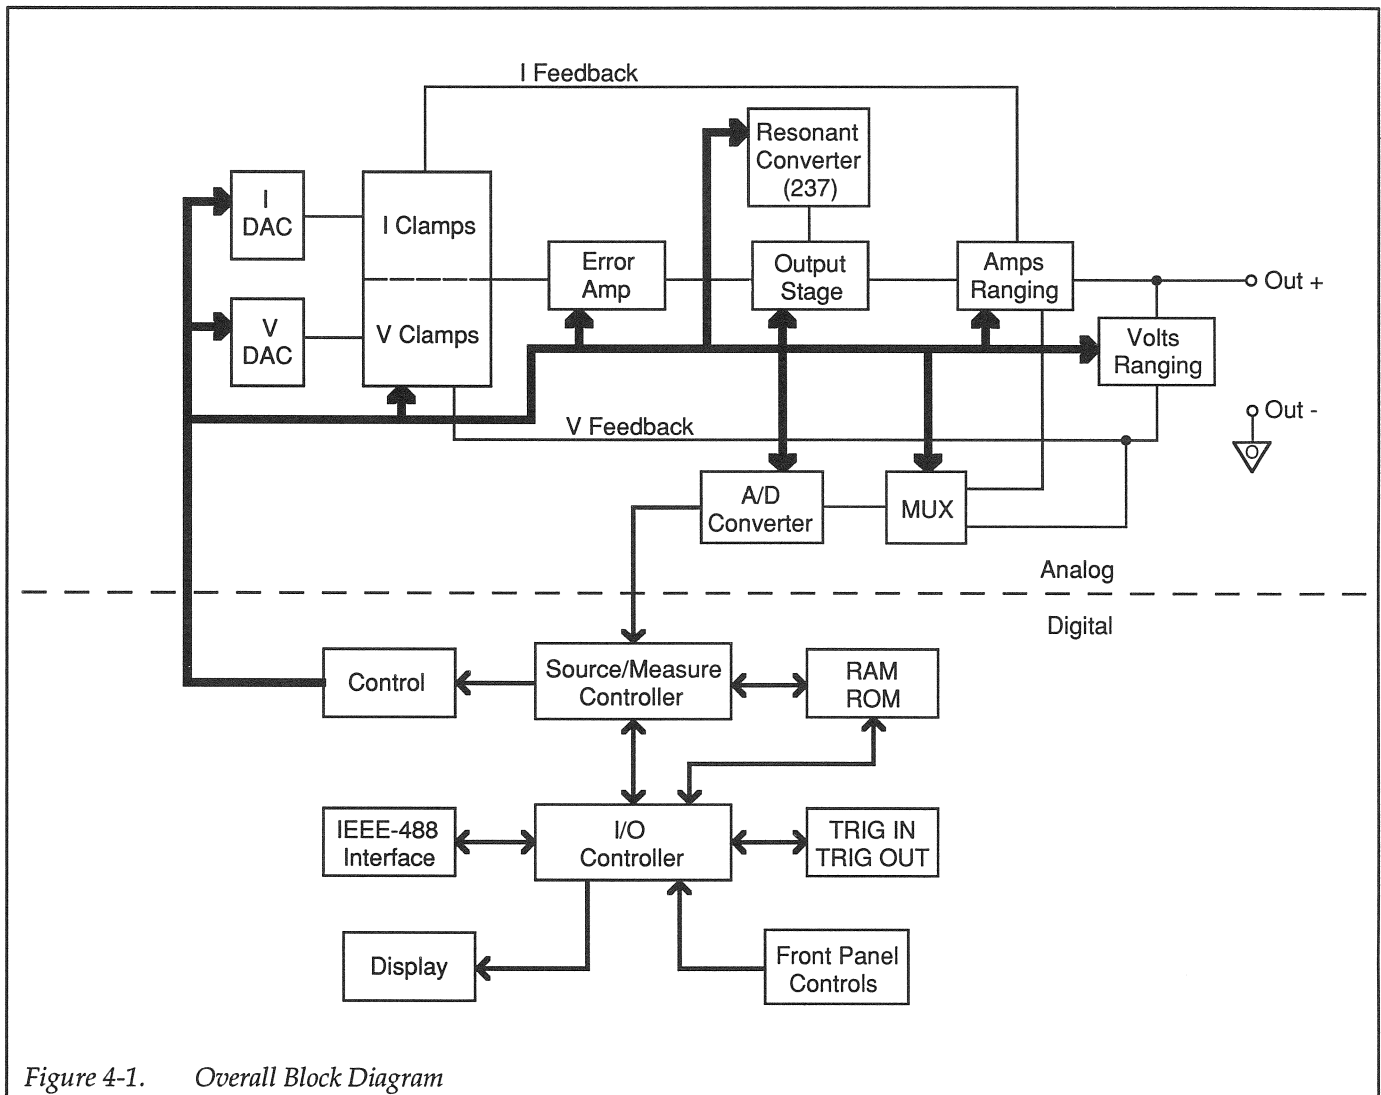 I Feedback
Resonant
Converter
(237)
I
DAC
I Clamps
Error
Amp
Output
Stage
Amps
Ranging
Out +
V
DAC
V Clamps
Volts
Ranging
Out -
O
V Feedback
A/D
Converter
MUX
Analog
Digital
Control
Source/Measure
Controller
RAM
ROM
IEEE-488
Interface
I/O
Controller
TRIG IN
TRIG OUT
Display
Front Panel
Controls
Figure 4-1. Overall Block Diagram